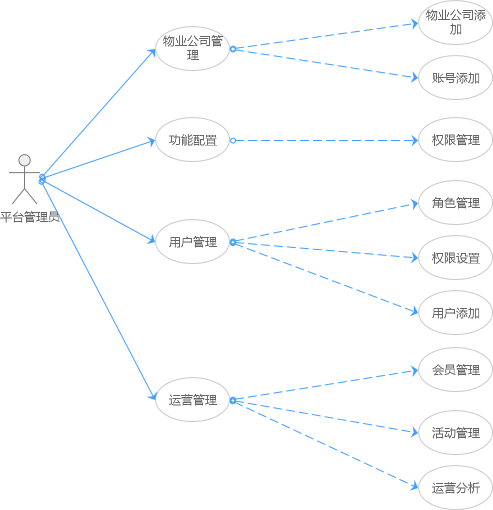 物业公司添
加
物业公司管
理
账号添加
功能配置
权限管理
平台管理员
角色管理
用户管理
权限设置
用户添加
会员管理
运营管理
活动管理
运营分析